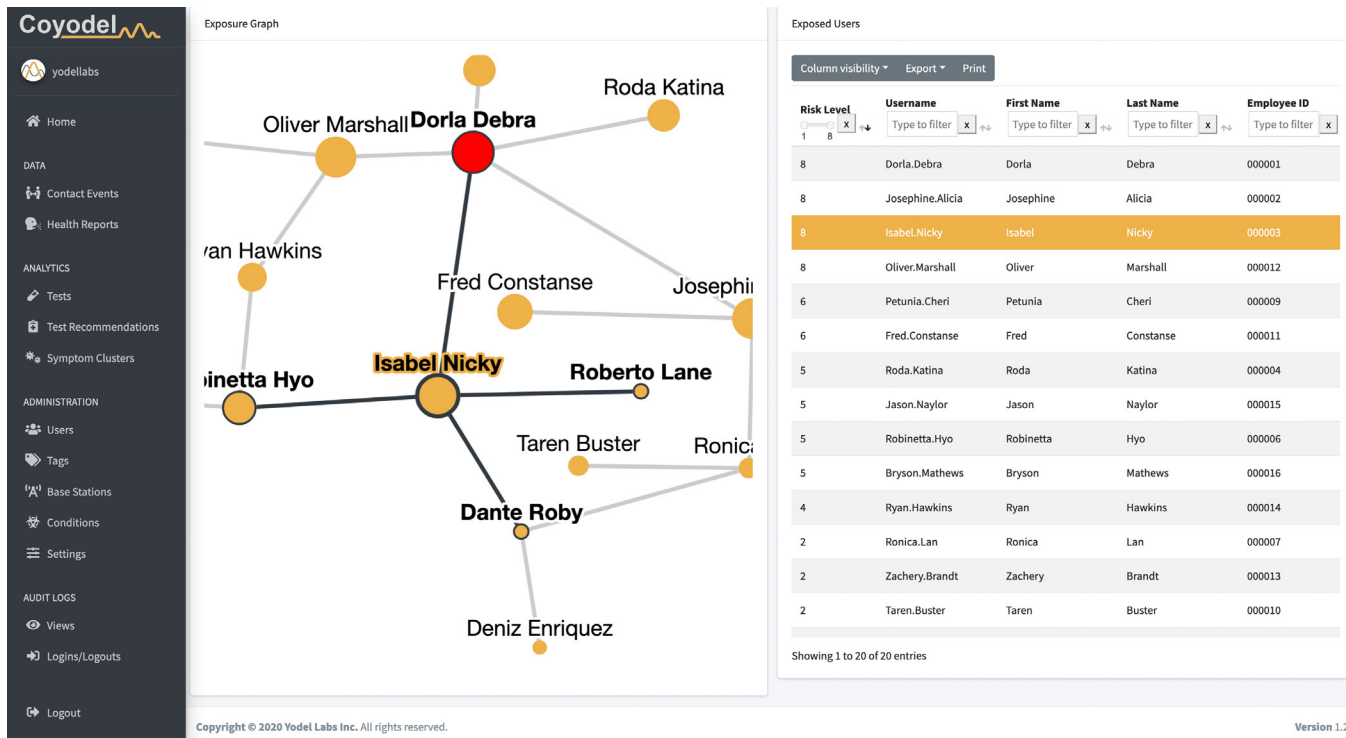 Coyodel
yodellabs
Home
DATA
Contact Events
Health Reports
ANALYTICS
Tests
Test Recommendations
Symptom Clusters
ADMINISTRATION
Users
Tags
Base Stations
Conditions
Settings
AUDIT LOGS
Views
Logins/Logouts
Logout
Exposure Graph
Roda Katina
Oliver Marshall
Dorla Debra
yan Hawkins
Fred Constanse
Josephi
Isabel Nicky
Roberto Lane
binetta Hyo
Taren Buster
Ronica
Dante Roby
Deniz Enriquez
Exposed Users
Column visibility Export Print
Risk Level Username First Name Last Name Employee ID
1 8 x Type to filter x Type to filter x Type to filter x Type to filter x
8 Dorla.Debra Dorla Debra 000001
8 Josephine.Alicia Josephine Alicia 000002
8 Isabel.Nicky Isabel Nicky 000003
8 Oliver.Marshall Oliver Marshall 000012
6 Petunia.Cheri Petunia Cheri 000009
6 Fred.Constanse Fred Constanse 000011
5 Roda.Katina Roda Katina 000004
5 Jason.Naylor Jason Naylor 000015
5 Robinetta.Hyo Robinetta Hyo 000006
5 Bryson.Mathews Bryson Mathews 000016
4 Ryan.Hawkins Ryan Hawkins 000014
2 Ronica.Lan Ronica Lan 000007
2 Zachery.Brandt Zachery Brandt 000013
2 Taren.Buster Taren Buster 000010
Showing 1 to 20 of 20 entries
Copyright © 2020 Yodel Labs Inc. All rights reserved.
Version 1.2